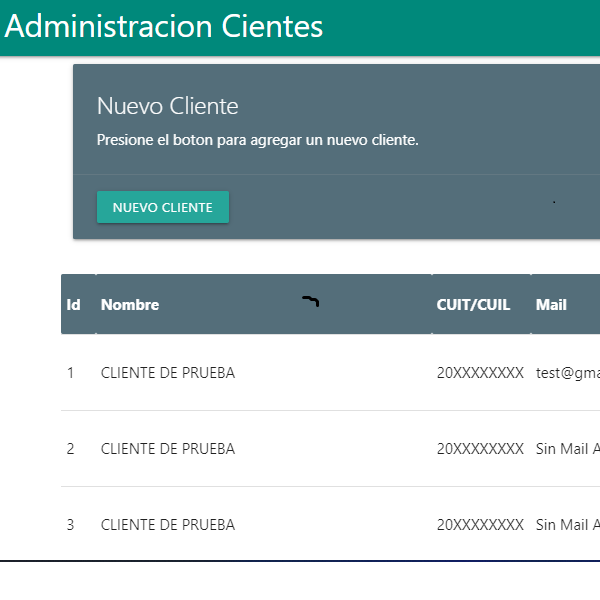 Administracion Cientes
Nuevo Cliente
Presione el boton para agregar un nuevo cliente.
NUEVO CLIENTE
Id Nombre CUIT/CUIL Mail
1 CLIENTE DE PRUEBA 20XXXXXXXX test@gma
2 CLIENTE DE PRUEBA 20XXXXXXXX Sin Mail A
3 CLIENTE DE PRUEBA 20XXXXXXXX Sin Mail A